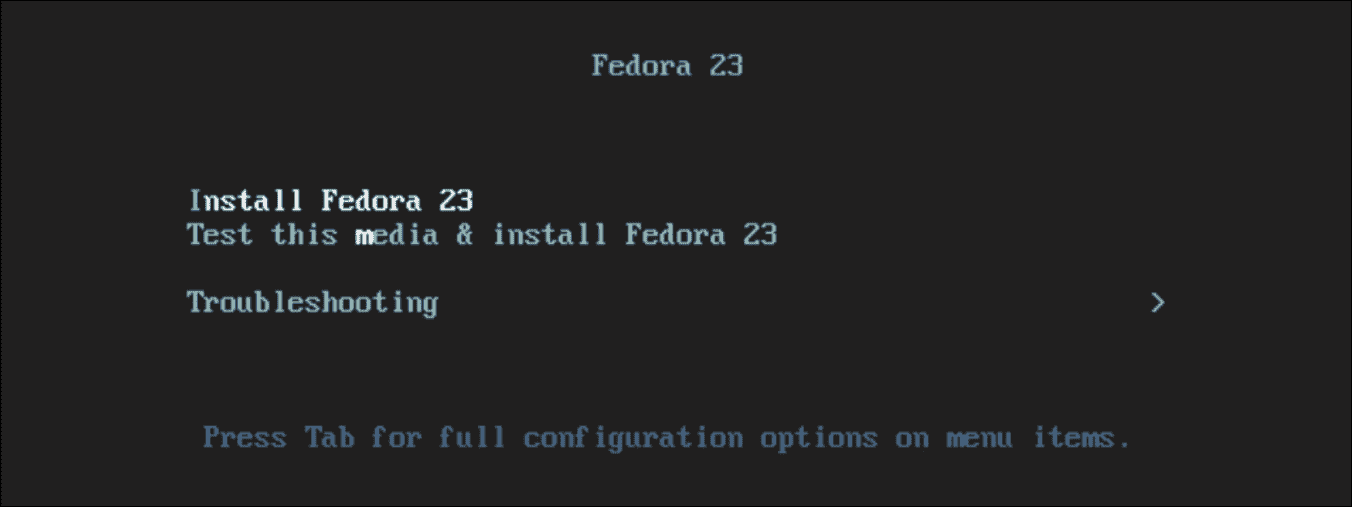 Fedora 23
Install Fedora 23
Test this media & install Fedora 23
Troubleshooting >
Press Tab for full configuration options on menu items.